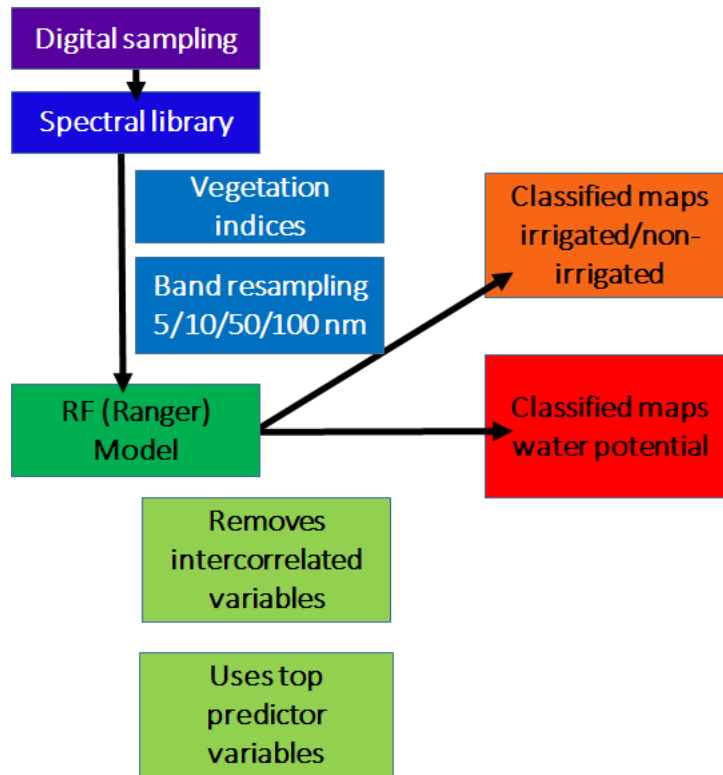 Digital sampling
Spectral library
Vegetation
indices
Band resampling
5/10/50/100 nm
RF (Ranger)
Model
Classified maps
irrigated/non-
irrigated
Classified maps
water potential
Removes
intercorrelated
variables
Uses top
predictor
variables